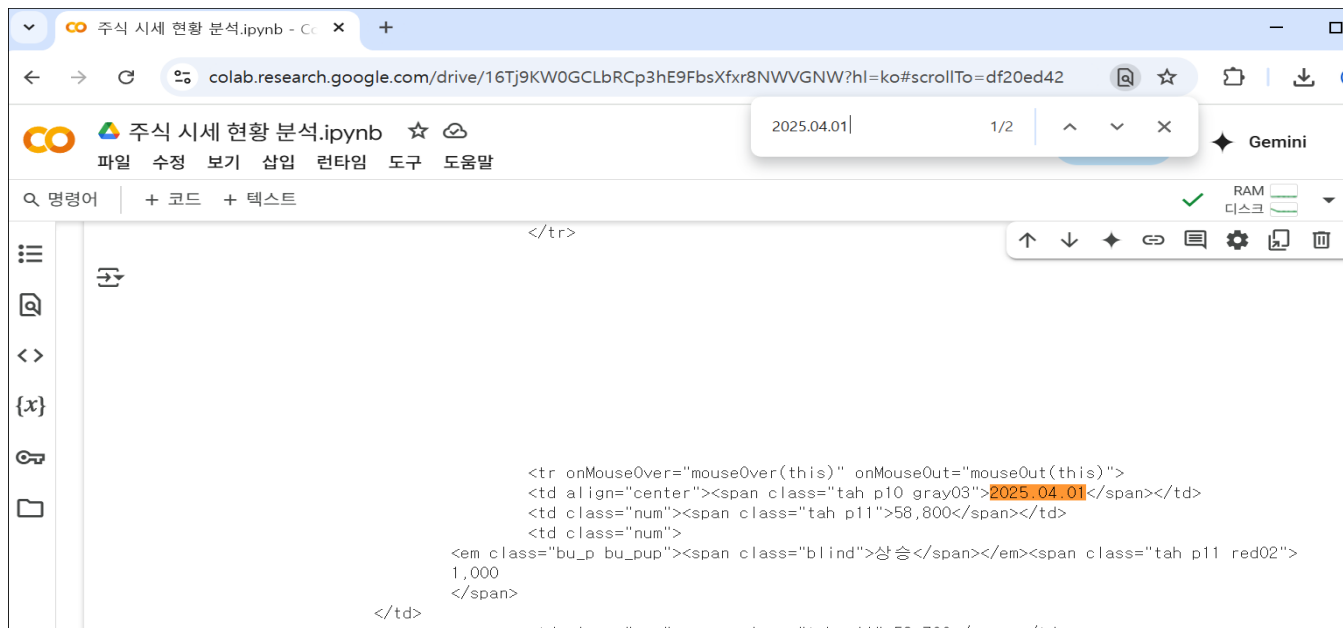 주식 시세 현황 분석.ipynb - Co
colab.research.google.com/drive/16Tj9KW0GCLbRCp3hE9FbsXfxr8NWVGNW?hl=ko#scrollTo=df20ed42
2025.04.01 1/2
CO 주식 시세 현황 분석.ipynb
Gemini
파일 수정 보기 삽입 런타임 도구 도움말
명령어 + 코드 + 텍스트
RAM
디스크
</tr>
{x}
<tr onMouseOver="mouseOver(this)" onMouseOut="mouseOut(this)">
<td align="center"><span class="tah p10 gray03">2025.04.01</span></td>
<td class="num"><span class="tah p11">58,800</span></td>
<td class="num">
<em class="bu_p bu_pup"><span class="blind">상승</span></em><span class="tah p11 red02">
1,000
</span>
</td>